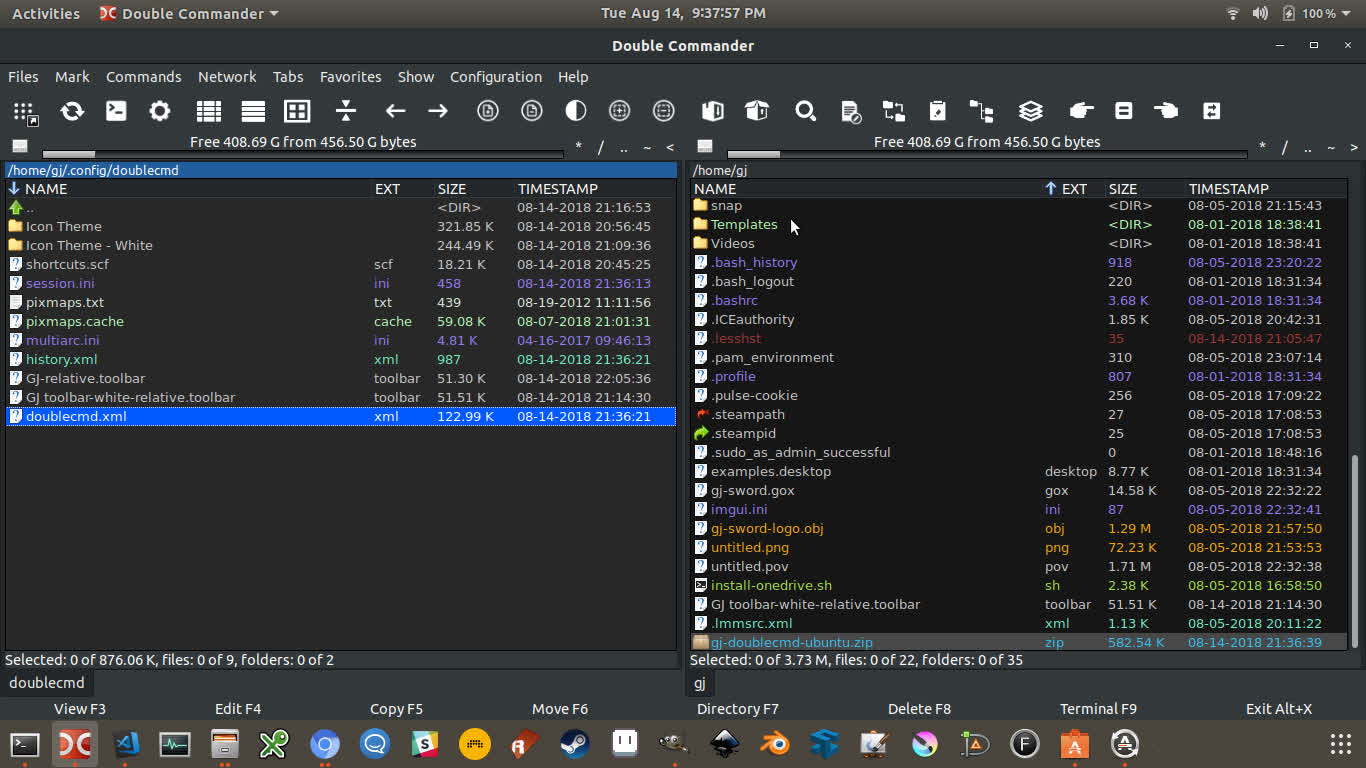 Activities Double Commander Tue Aug 14, 9:37:57 PM 100 %
Double Commander
Files Mark Commands Network Tabs Favorites Show Configuration Help
Free 408.69 G from 456.50 G bytes * / .. ~ < Free 408.69 G from 456.50 G bytes * / .. ~ >
/home/gj/.config/doublecmd
NAME EXT SIZE TIMESTAMP
.. <DIR> 08-14-2018 21:16:53
Icon Theme 321.85 K 08-14-2018 20:56:45
Icon Theme - White 244.49 K 08-14-2018 21:09:36
shortcuts.scf scf 18.21 K 08-14-2018 20:45:25
session.ini ini 458 08-14-2018 21:36:13
pixmaps.txt txt 439 08-19-2012 11:11:56
pixmaps.cache cache 59.08 K 08-07-2018 21:01:31
multiarc.ini ini 4.81 K 04-16-2017 09:46:13
history.xml xml 987 08-14-2018 21:36:21
GJ-relative.toolbar toolbar 51.30 K 08-14-2018 22:05:36
GJ toolbar-white-relative.toolbar toolbar 51.51 K 08-14-2018 21:14:30
doublecmd.xml xml 122.99 K 08-14-2018 21:36:21
Selected: 0 of 876.06 K, files: 0 of 9, folders: 0 of 2
doublecmd
/home/gj
NAME EXT SIZE TIMESTAMP
snap <DIR> 08-05-2018 21:15:43
Templates <DIR> 08-01-2018 18:38:41
Videos <DIR> 08-01-2018 18:38:41
.bash_history 918 08-05-2018 23:20:22
.bash_logout 220 08-01-2018 18:31:34
.bashrc 3.68 K 08-01-2018 18:31:34
.ICEauthority 1.85 K 08-05-2018 20:42:31
.lesshst 35 08-14-2018 21:05:47
.pam_environment 310 08-05-2018 23:07:14
.profile 807 08-01-2018 18:31:34
.pulse-cookie 256 08-05-2018 17:09:22
.steampath 27 08-05-2018 17:08:53
.steampid 25 08-05-2018 17:08:53
.sudo_as_admin_successful 0 08-01-2018 18:48:16
examples.desktop desktop 8.77 K 08-01-2018 18:31:34
gj-sword.gox gox 14.58 K 08-05-2018 22:32:22
imgui.ini ini 87 08-05-2018 22:32:41
gj-sword-logo.obj obj 1.29 M 08-05-2018 21:57:50
untitled.png png 72.23 K 08-05-2018 21:53:53
untitled.pov pov 1.71 M 08-05-2018 22:32:38
install-onedrive.sh sh 2.38 K 08-05-2018 16:58:50
GJ toolbar-white-relative.toolbar toolbar 51.51 K 08-14-2018 21:14:30
.lmmsrc.xml xml 1.13 K 08-05-2018 20:11:22
gj-doublecmd-ubuntu.zip zip 582.54 K 08-14-2018 21:36:39
Selected: 0 of 3.73 M, files: 0 of 22, folders: 0 of 35
gj
View F3 Edit F4 Copy F5 Move F6 Directory F7 Delete F8 Terminal F9 Exit Alt+X